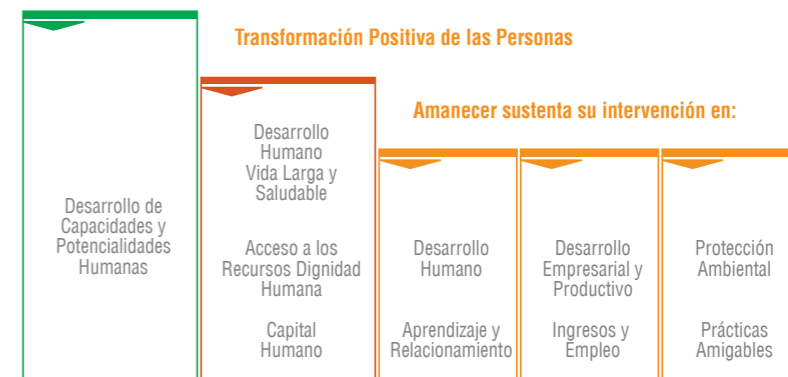 Transformación Positiva de las Personas
Amanecer sustenta su intervención en:
Desarrollo de
Capacidades y
Potencialidades
Humanas
Desarrollo
Humano
Vida Larga y
Saludable
Acceso a los
Recursos Dignidad
Humana
Capital
Humano
Desarrollo
Humano
Aprendizaje y
Relacionamiento
Desarrollo
Empresarial y
Productivo
Ingresos y
Empleo
Protección
Ambiental
Prácticas
Amigables